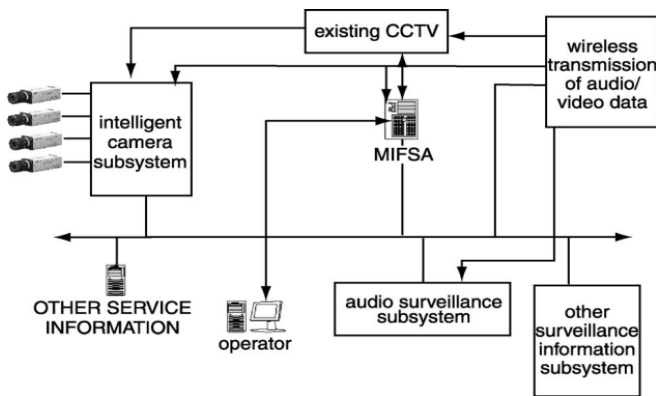 existing CCTV
wireless
transmission
of audio/
video data
intelligent
camera
subsystem
MIFSA
OTHER SERVICE
INFORMATION
operator
audio surveillance
subsystem
other
surveillance
information
subsystem